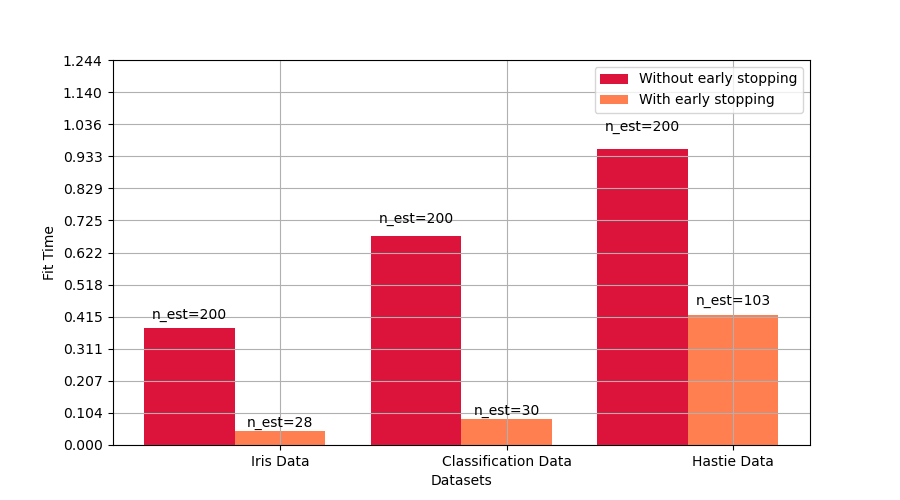 1.244
1.140
1.036
0.933
0.829
0.725
0.622
0.518
0.415
0.311
0.207
0.104
0.000
Fit Time
Without early stopping
With early stopping
n_est=200
n_est=200
n_est=200
n_est=103
n_est=28
n_est=30
Iris Data
Classification Data
Hastie Data
Datasets